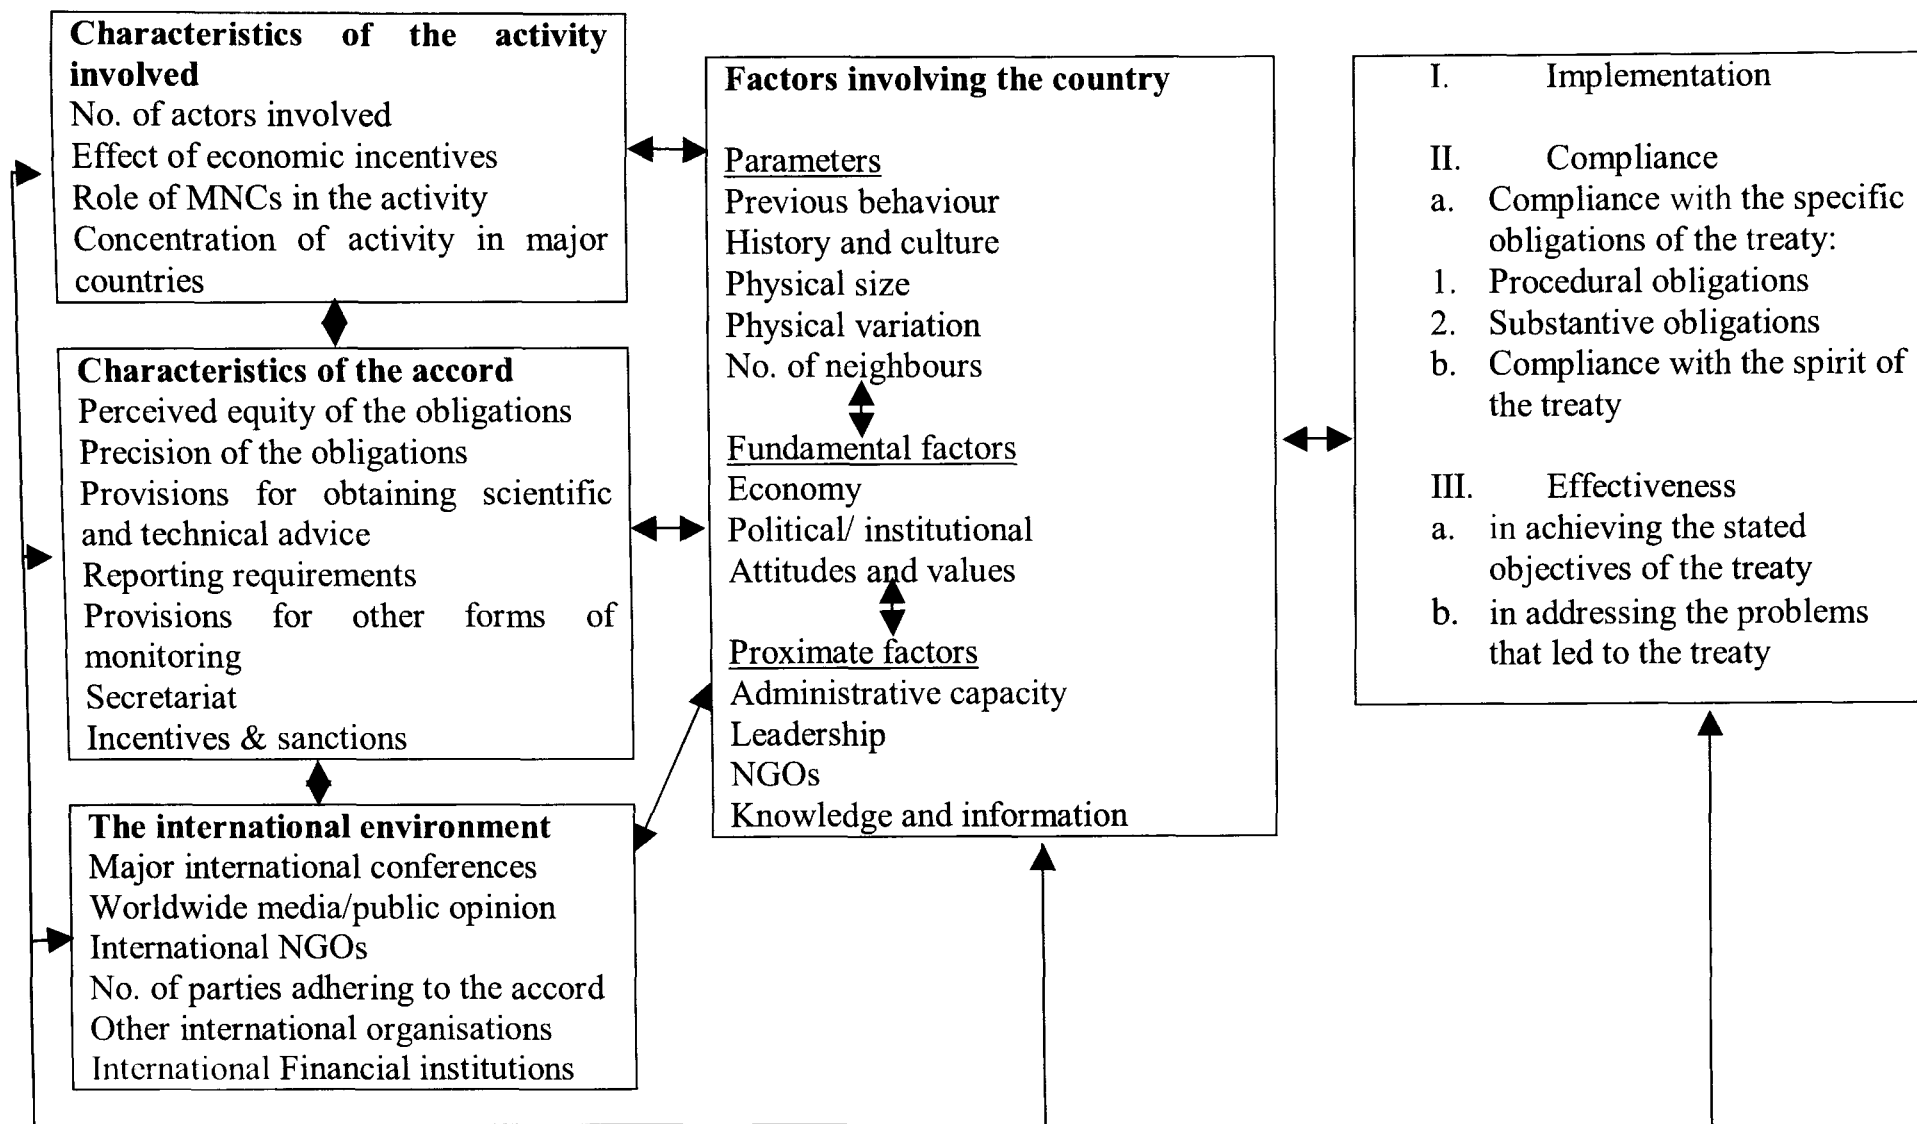 Characteristics of the activity
involved
No. of actors involved
Effect of economic incentives
Role of MNCs in the activity
Concentration of activity in major
countries
Characteristics of the accord
Perceived equity of the obligations
Precision of the obligations
Provisions for obtaining scientific
and technical advice
Reporting requirements
Provisions for other forms of
monitoring
Secretariat
Incentives & sanctions
The international environment
Major international conferences
Worldwide media/public opinion
International NGOs
No. of parties adhering to the accord
Other international organisations
International Financial institutions
Factors involving the country
Parameters
Previous behaviour
History and culture
Physical size
Physical variation
No. of neighbours
Fundamental factors
Economy
Political/ institutional
Attitudes and values
Proximate factors
Administrative capacity
Leadership
NGOs
Knowledge and information
I. Implementation
II. Compliance
a. Compliance with the specific
obligations of the treaty:
1. Procedural obligations
2. Substantive obligations
b. Compliance with the spirit of
the treaty
III. Effectiveness
a. in achieving the stated
objectives of the treaty
b. in addressing the problems
that led to the treaty